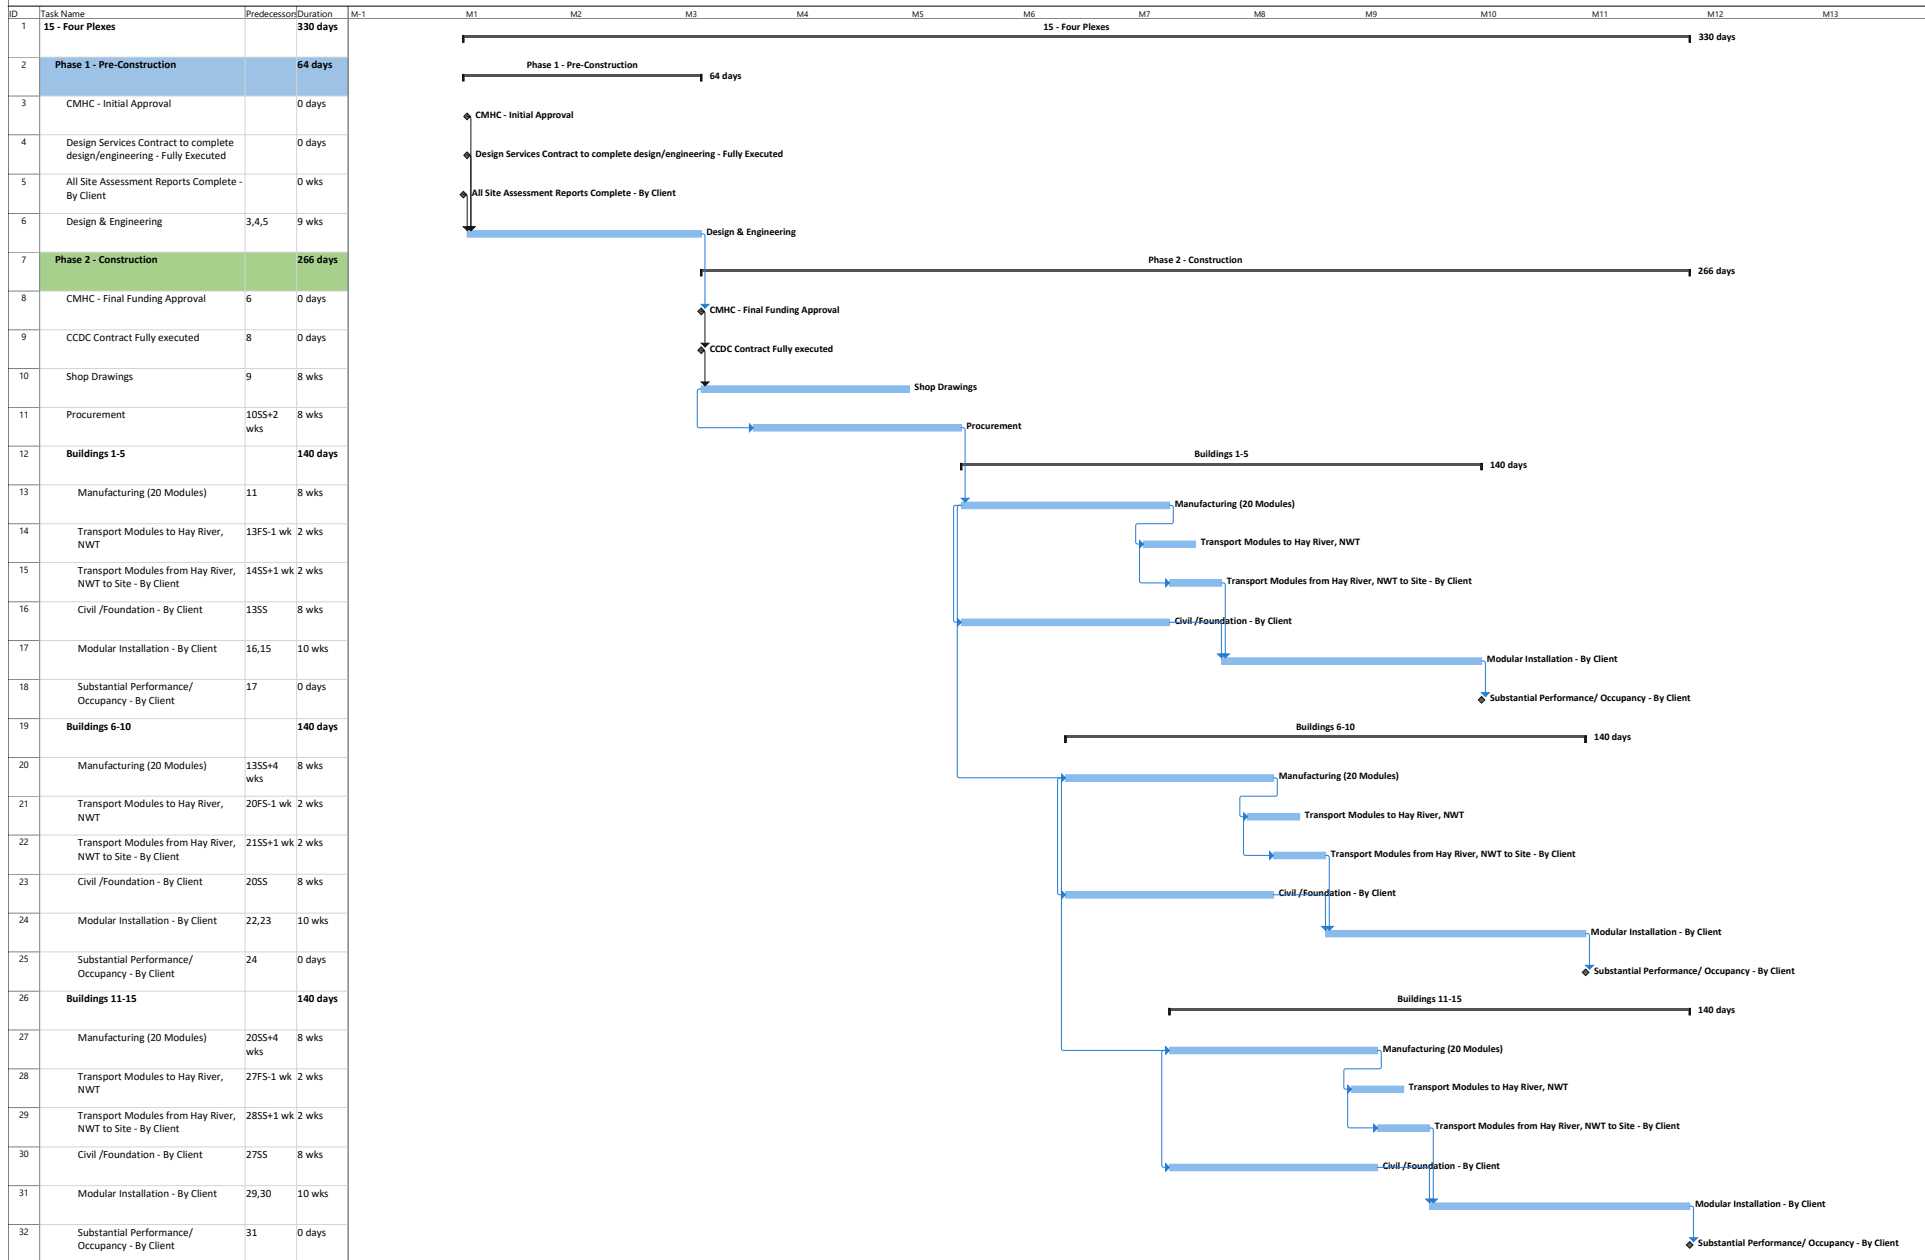 ID Task Name Predecessors Duration M-1 M1 M2 M3 M4 M5 M6 M7 M8 M9 M10 M11 M12 M13
1 15 - Four Plexes 330 days 15 - Four Plexes
330 days
2 Phase 1 - Pre-Construction 64 days Phase 1 - Pre-Construction
64 days
3 CMHC - Initial Approval 0 days
CMHC - Initial Approval
4 Design Services Contract to complete 0 days
design/engineering - Fully Executed
Design Services Contract to complete design/engineering - Fully Executed
5 All Site Assessment Reports Complete - 0 wks
By Client
All Site Assessment Reports Complete - By Client
6 Design & Engineering 3,4,5 9 wks
Design & Engineering
7 Phase 2 - Construction 266 days Phase 2 - Construction
266 days
8 CMHC - Final Funding Approval 6 0 days
CMHC - Final Funding Approval
9 CCDC Contract Fully executed 8 0 days
CCDC Contract Fully executed
10 Shop Drawings 9 8 wks
Shop Drawings
11 Procurement 10SS+2 8 wks
wks
Procurement
12 Buildings 1-5 140 days Buildings 1-5
140 days
13 Manufacturing (20 Modules) 11 8 wks
Manufacturing (20 Modules)
14 Transport Modules to Hay River, 13FS-1 wk 2 wks
NWT
Transport Modules to Hay River, NWT
15 Transport Modules from Hay River, 14SS+1 wk 2 wks
NWT to Site - By Client
Transport Modules from Hay River, NWT to Site - By Client
16 Civil /Foundation - By Client 13SS 8 wks
Civil /Foundation - By Client
17 Modular Installation - By Client 16,15 10 wks
Modular Installation - By Client
18 Substantial Performance/ 17 0 days
Occupancy - By Client
Substantial Performance/ Occupancy - By Client
19 Buildings 6-10 140 days Buildings 6-10
140 days
20 Manufacturing (20 Modules) 13SS+4 8 wks
wks
Manufacturing (20 Modules)
21 Transport Modules to Hay River, 20FS-1 wk 2 wks
NWT
Transport Modules to Hay River, NWT
22 Transport Modules from Hay River, 21SS+1 wk 2 wks
NWT to Site - By Client
Transport Modules from Hay River, NWT to Site - By Client
23 Civil /Foundation - By Client 20SS 8 wks
Civil /Foundation - By Client
24 Modular Installation - By Client 22,23 10 wks
Modular Installation - By Client
25 Substantial Performance/ 24 0 days
Occupancy - By Client
Substantial Performance/ Occupancy - By Client
26 Buildings 11-15 140 days Buildings 11-15
140 days
27 Manufacturing (20 Modules) 20SS+4 8 wks
wks
Manufacturing (20 Modules)
28 Transport Modules to Hay River, 27FS-1 wk 2 wks
NWT
Transport Modules to Hay River, NWT
29 Transport Modules from Hay River, 28SS+1 wk 2 wks
NWT to Site - By Client
Transport Modules from Hay River, NWT to Site - By Client
30 Civil /Foundation - By Client 27SS 8 wks
Civil /Foundation - By Client
31 Modular Installation - By Client 29,30 10 wks
Modular Installation - By Client
32 Substantial Performance/ 31 0 days
Occupancy - By Client
Substantial Performance/ Occupancy - By Client